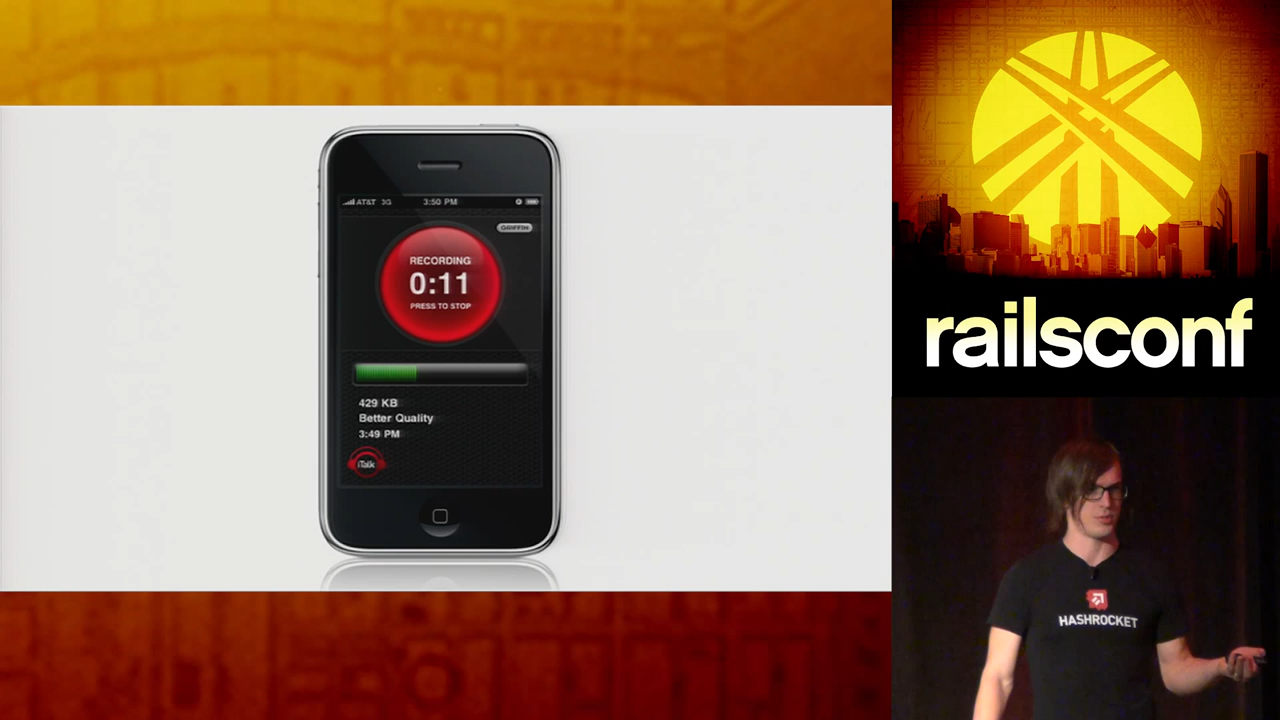 AT&T 3G 3:50 PM
GRIFFIN
RECORDING
0:11
PRESS TO STOP
429 KB
Better Quality
3:49 PM
iTalk
railsconf
HASHROCKET